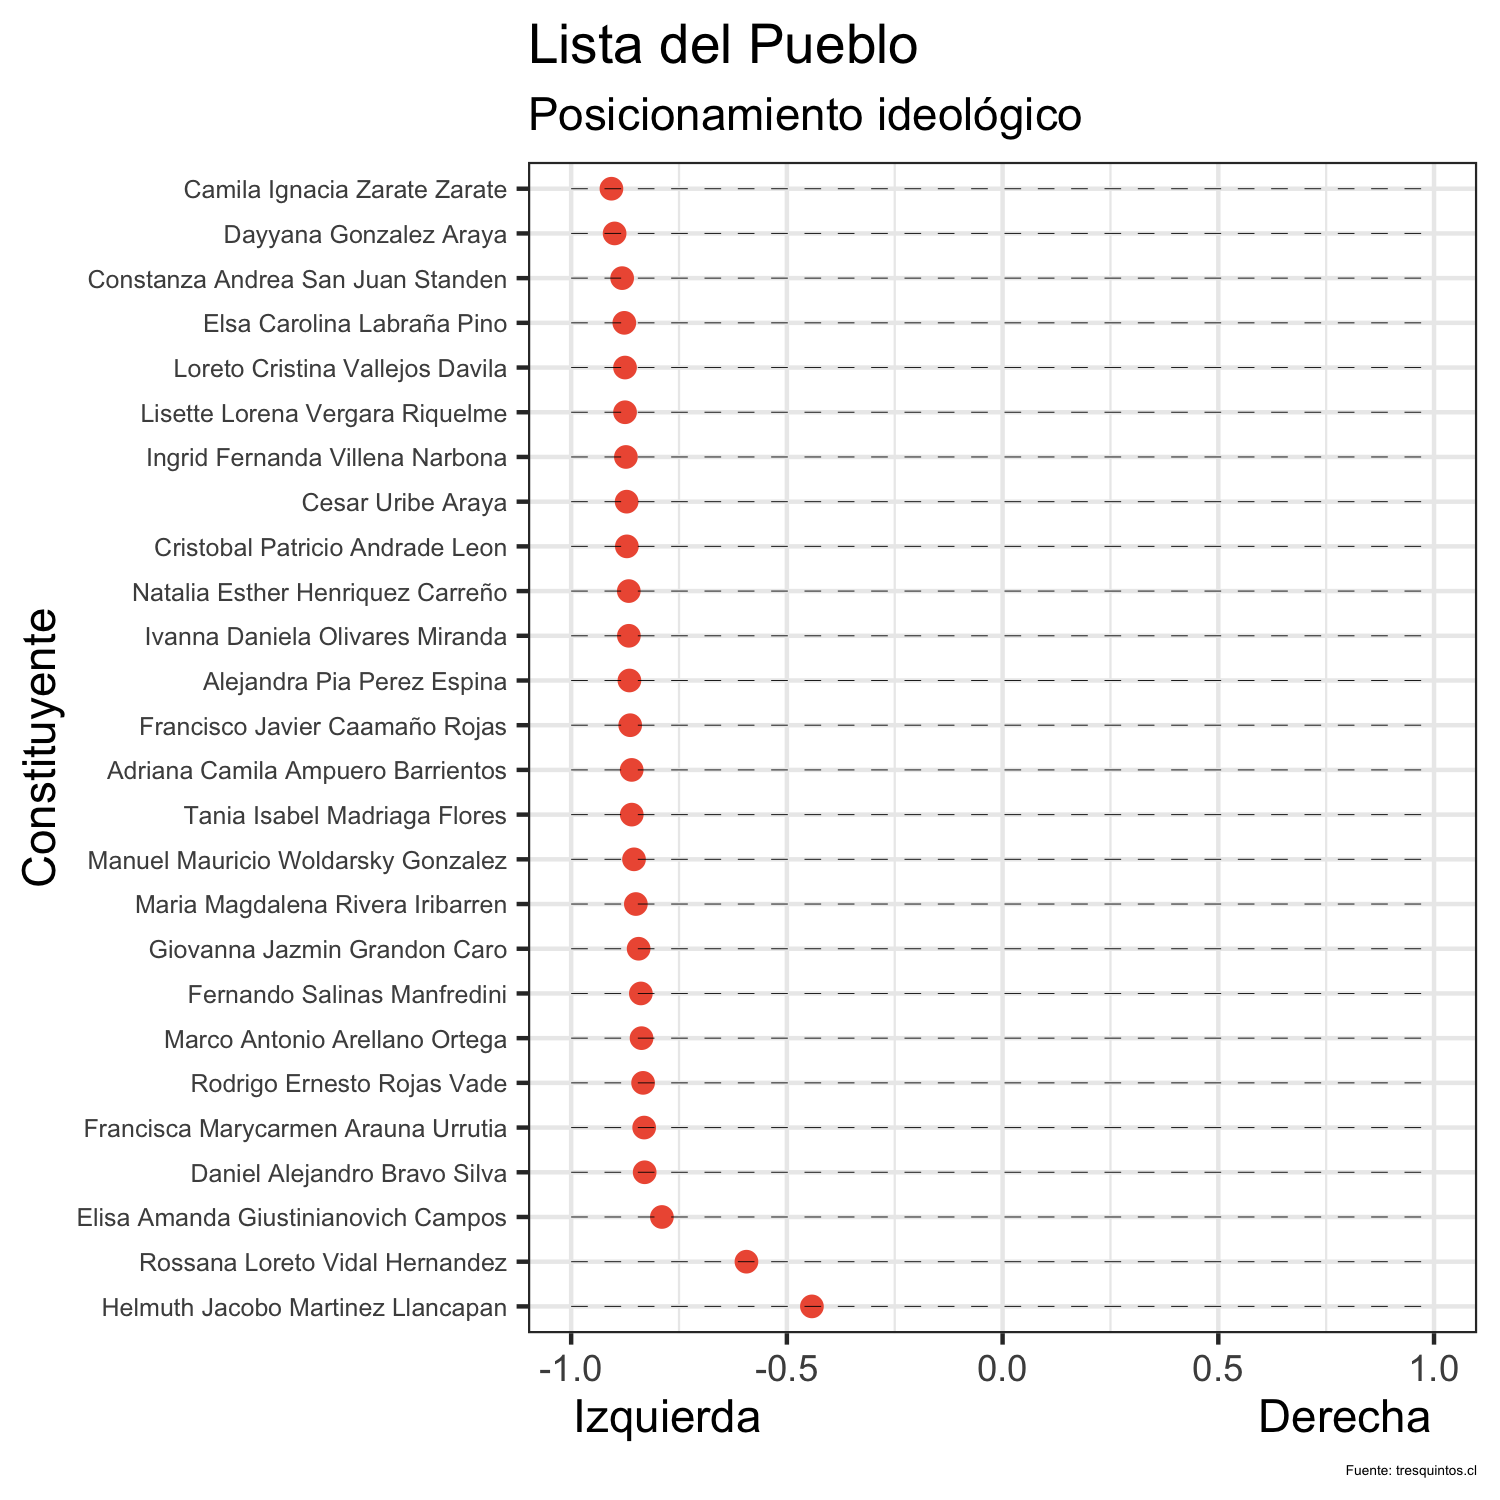 Lista del Pueblo
Posicionamiento ideológico
Constituyente
Camila Ignacia Zarate Zarate
Dayyana Gonzalez Araya
Constanza Andrea San Juan Standen
Elsa Carolina Labraña Pino
Loreto Cristina Vallejos Davila
Lisette Lorena Vergara Riquelme
Ingrid Fernanda Villena Narbona
Cesar Uribe Araya
Cristobal Patricio Andrade Leon
Natalia Esther Henriquez Carreño
Ivanna Daniela Olivares Miranda
Alejandra Pia Perez Espina
Francisco Javier Caamaño Rojas
Adriana Camila Ampuero Barrientos
Tania Isabel Madriaga Flores
Manuel Mauricio Woldarsky Gonzalez
Maria Magdalena Rivera Iribarren
Giovanna Jazmin Grandon Caro
Fernando Salinas Manfredini
Marco Antonio Arellano Ortega
Rodrigo Ernesto Rojas Vade
Francisca Marycarmen Arauna Urrutia
Daniel Alejandro Bravo Silva
Elisa Amanda Giustinianovich Campos
Rossana Loreto Vidal Hernandez
Helmuth Jacobo Martinez Llancapan
-1.0 -0.5 0.0 0.5 1.0
Izquierda Derecha
Fuente: tresquintos.cl